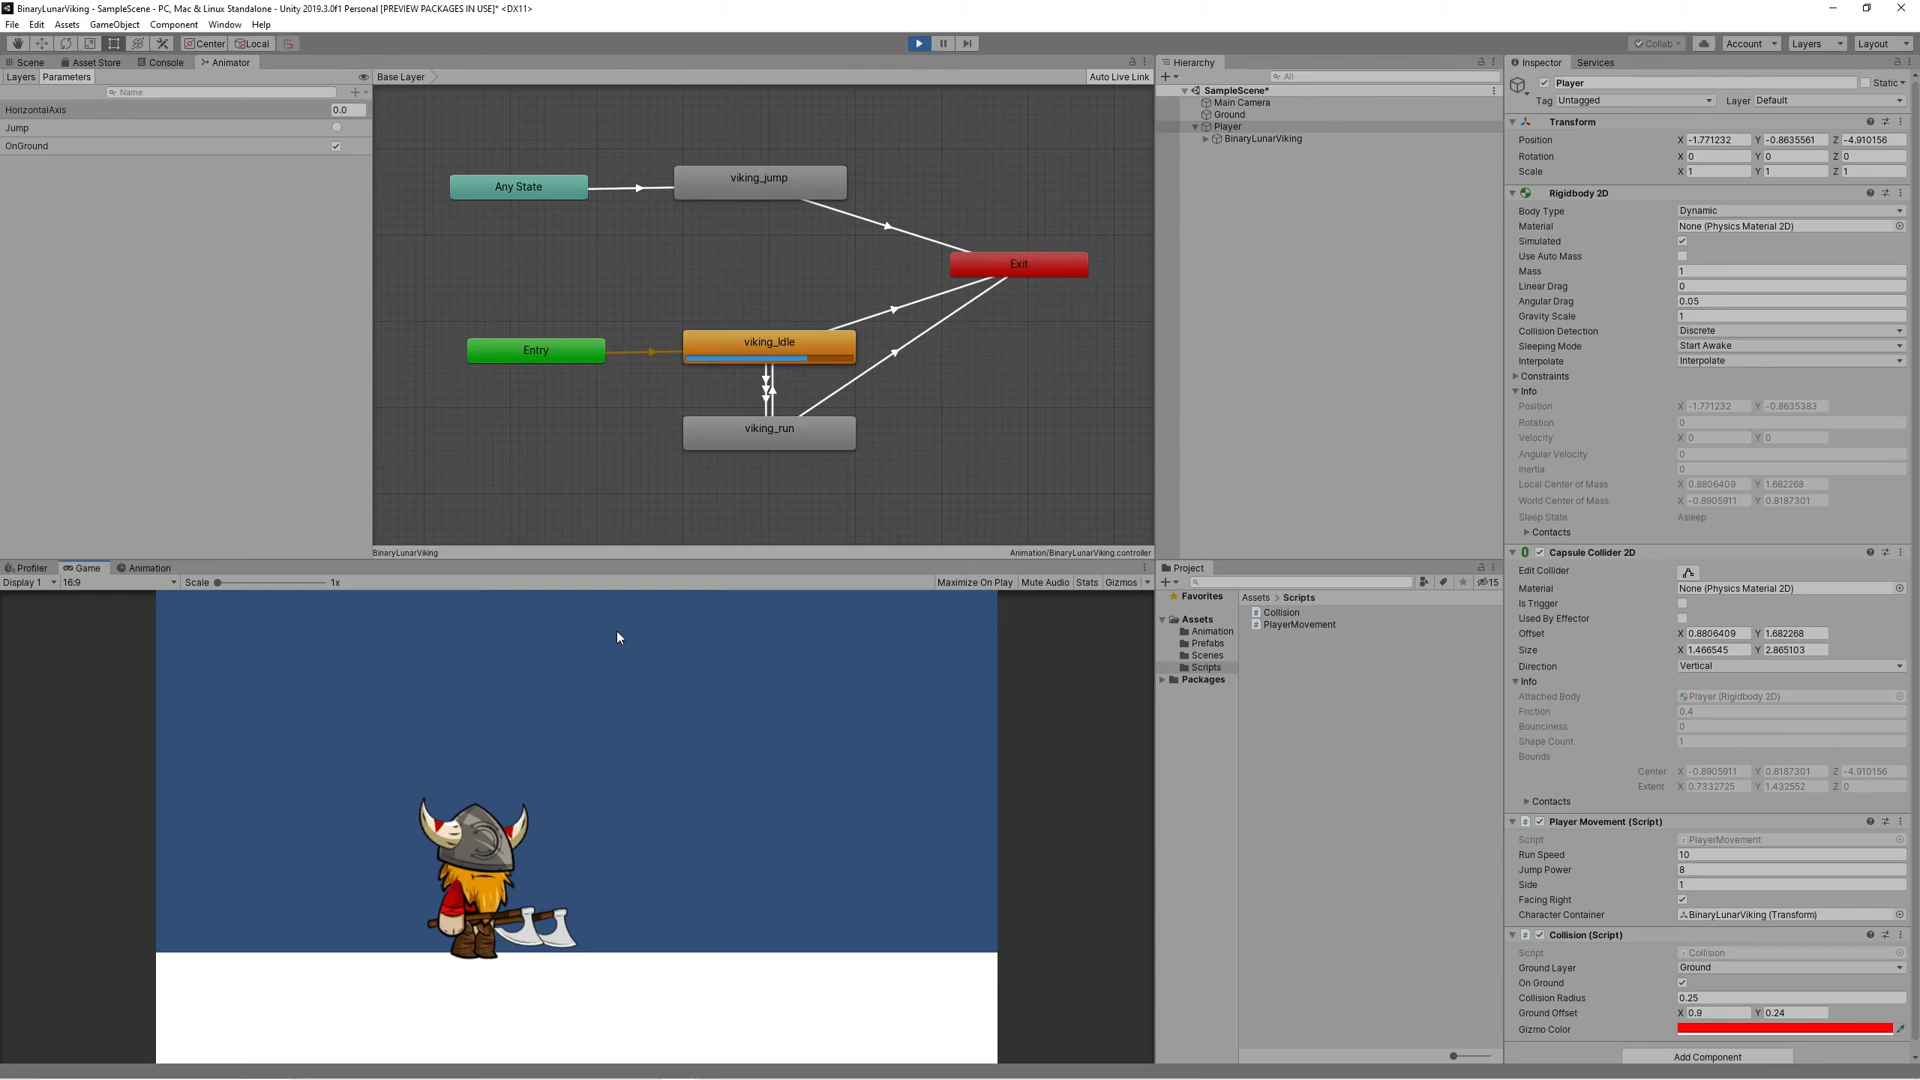 BinaryLunarViking - SampleScene - PC, Mac & Linux Standalone - Unity 2019.3.0f1 Personal [PREVIEW PACKAGES IN USE]* <DX11>
File Edit Assets GameObject Component Window Help
Center Local Collab Account Layers Layout
Scene Asset Store Console Animator
Layers Parameters Base Layer Auto Live Link
Name
HorizontalAxis 0.0
Jump
OnGround
Any State viking_jump
Exit
Entry viking_Idle
viking_run
BinaryLunarViking Animation/BinaryLunarViking.controller
Profiler Game Animation
Display 1 16:9 Scale 1x Maximize On Play Mute Audio Stats Gizmos
Hierarchy
All
SampleScene*
Main Camera
Ground
Player
BinaryLunarViking
Project
15
Favorites
Assets
Animation
Prefabs
Scenes
Scripts
Packages
Assets > Scripts
Collision
PlayerMovement
Inspector Services
Player Static
Tag Untagged Layer Default
Transform
Position X -1.771232 Y -0.8635561 Z -4.910156
Rotation X 0 Y 0 Z 0
Scale X 1 Y 1 Z 1
Rigidbody 2D
Body Type Dynamic
Material None (Physics Material 2D)
Simulated
Use Auto Mass
Mass 1
Linear Drag 0
Angular Drag 0.05
Gravity Scale 1
Collision Detection Discrete
Sleeping Mode Start Awake
Interpolate Interpolate
Constraints
Info
Position X -1.771232 Y -0.8635383
Rotation 0
Velocity X 0 Y 0
Angular Velocity 0
Inertia 0
Local Center of Mass X 0.8806409 Y 1.682268
World Center of Mass X -0.8905911 Y 0.8187301
Sleep State Asleep
Contacts
Capsule Collider 2D
Edit Collider
Material None (Physics Material 2D)
Is Trigger
Used By Effector
Offset X 0.8806409 Y 1.682268
Size X 1.466545 Y 2.865103
Direction Vertical
Info
Attached Body Player (Rigidbody 2D)
Friction 0.4
Bounciness 0
Shape Count 1
Bounds
Center X -0.8905911 Y 0.8187301 Z -4.910156
Extent X 0.7332725 Y 1.432552 Z 0
Contacts
Player Movement (Script)
Script PlayerMovement
Run Speed 10
Jump Power 8
Side 1
Facing Right
Character Container BinaryLunarViking (Transform)
Collision (Script)
Script Collision
Ground Layer Ground
On Ground
Collision Radius 0.25
Ground Offset X 0.9 Y 0.24
Gizmo Color
Add Component